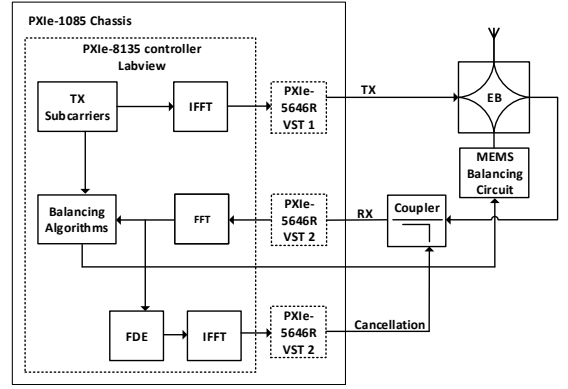 PXIe-1085 Chassis
PXIe-8135 controller
Labview
TX
Subcarriers
IFFT
PXIe-
5646R
VST 1
TX
EB
MEMS
Balancing
Circuit
Balancing
Algorithms
FFT
PXIe-
5646R
VST 2
RX
Coupler
FDE
IFFT
PXIe-
5646R
VST 2
Cancellation